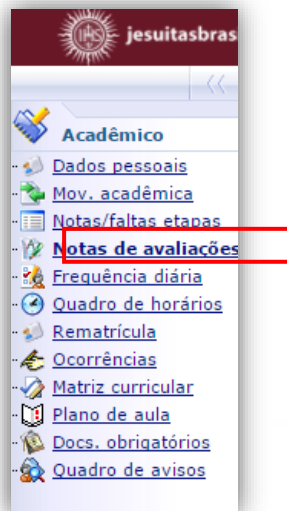 IHS jesuitasbras
Acadêmico
Dados pessoais
Mov. acadêmica
Notas/faltas etapas
Notas de avaliações
Frequência diária
Quadro de horários
Rematrícula
Ocorrências
Matriz curricular
Plano de aula
Docs. obrigatórios
Quadro de avisos